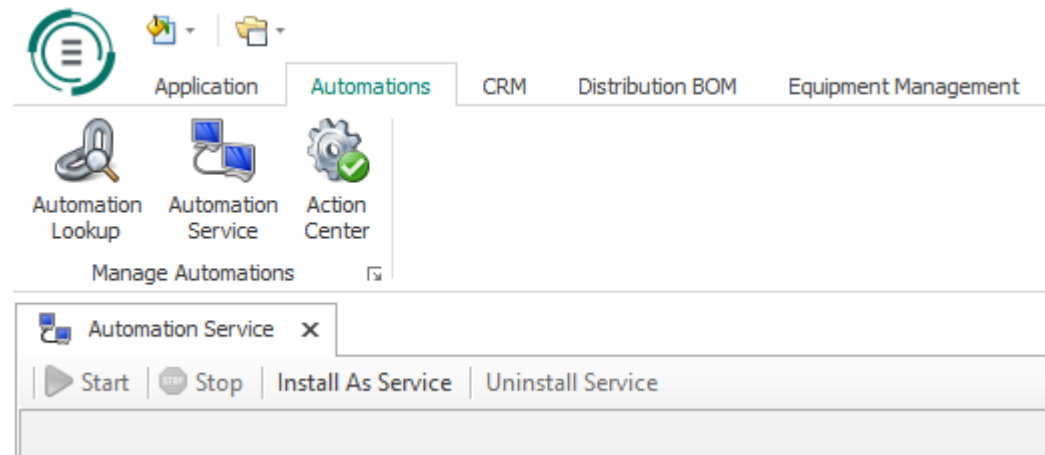 Application Automations CRM Distribution BOM Equipment Management
Automation Lookup
Automation Service
Action Center
Manage Automations
Automation Service
Start STOP Stop Install As Service Uninstall Service